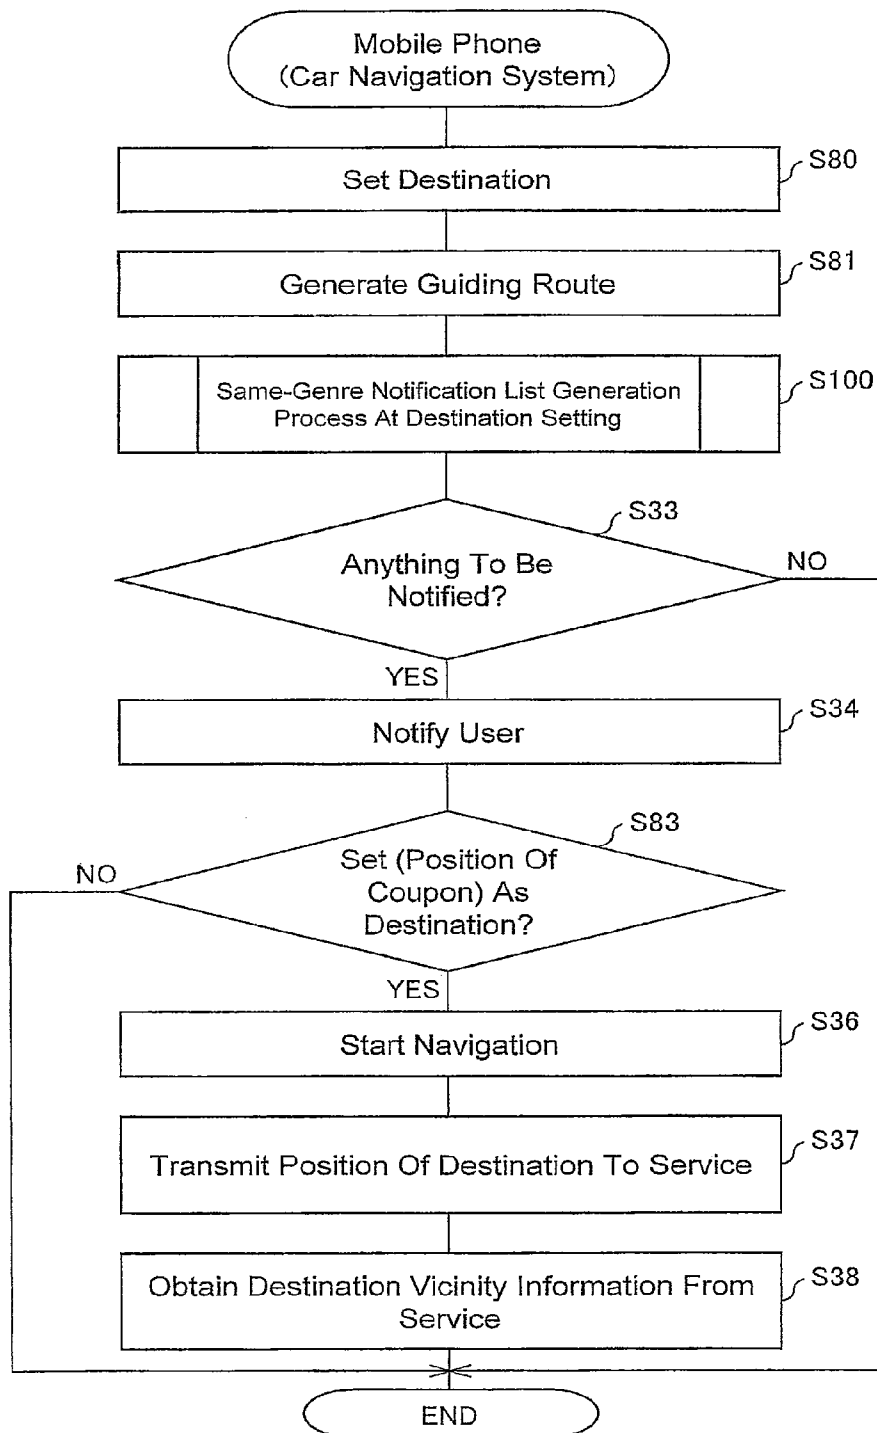 Mobile Phone
(Car Navigation System)
S80
Set Destination
S81
Generate Guiding Route
S100
Same-Genre Notification List Generation
Process At Destination Setting
S33
Anything To Be
Notified?
NO
YES
S34
Notify User
S83
Set (Position Of
Coupon) As
Destination?
NO
YES
S36
Start Navigation
S37
Transmit Position Of Destination To Service
S38
Obtain Destination Vicinity Information From
Service
END